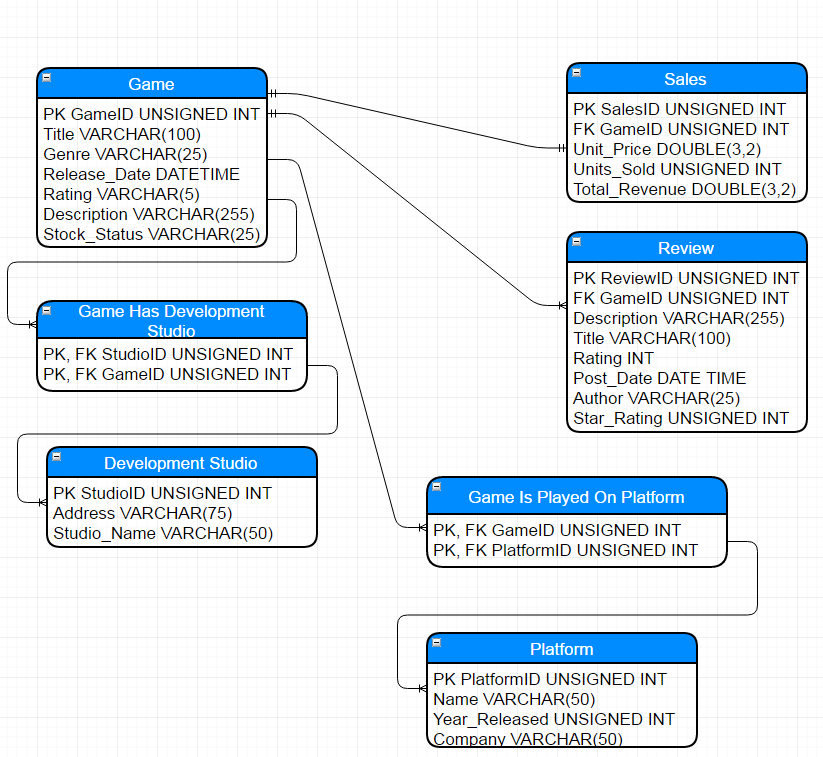 Game
PK GameID UNSIGNED INT
Title VARCHAR(100)
Genre VARCHAR(25)
Release_Date DATETIME
Rating VARCHAR(5)
Description VARCHAR(255)
Stock_Status VARCHAR(25)
Sales
PK SalesID UNSIGNED INT
FK GameID UNSIGNED INT
Unit_Price DOUBLE(3,2)
Units_Sold UNSIGNED INT
Total_Revenue DOUBLE(3,2)
Review
PK ReviewID UNSIGNED INT
FK GameID UNSIGNED INT
Description VARCHAR(255)
Title VARCHAR(100)
Rating INT
Post_Date DATE TIME
Author VARCHAR(25)
Star_Rating UNSIGNED INT
Game Has Development
Studio
PK, FK StudioID UNSIGNED INT
PK, FK GameID UNSIGNED INT
Development Studio
PK StudioID UNSIGNED INT
Address VARCHAR(75)
Studio_Name VARCHAR(50)
Game Is Played On Platform
PK, FK GameID UNSIGNED INT
PK, FK PlatformID UNSIGNED INT
Platform
PK PlatformID UNSIGNED INT
Name VARCHAR(50)
Year_Released UNSIGNED INT
Company VARCHAR(50)